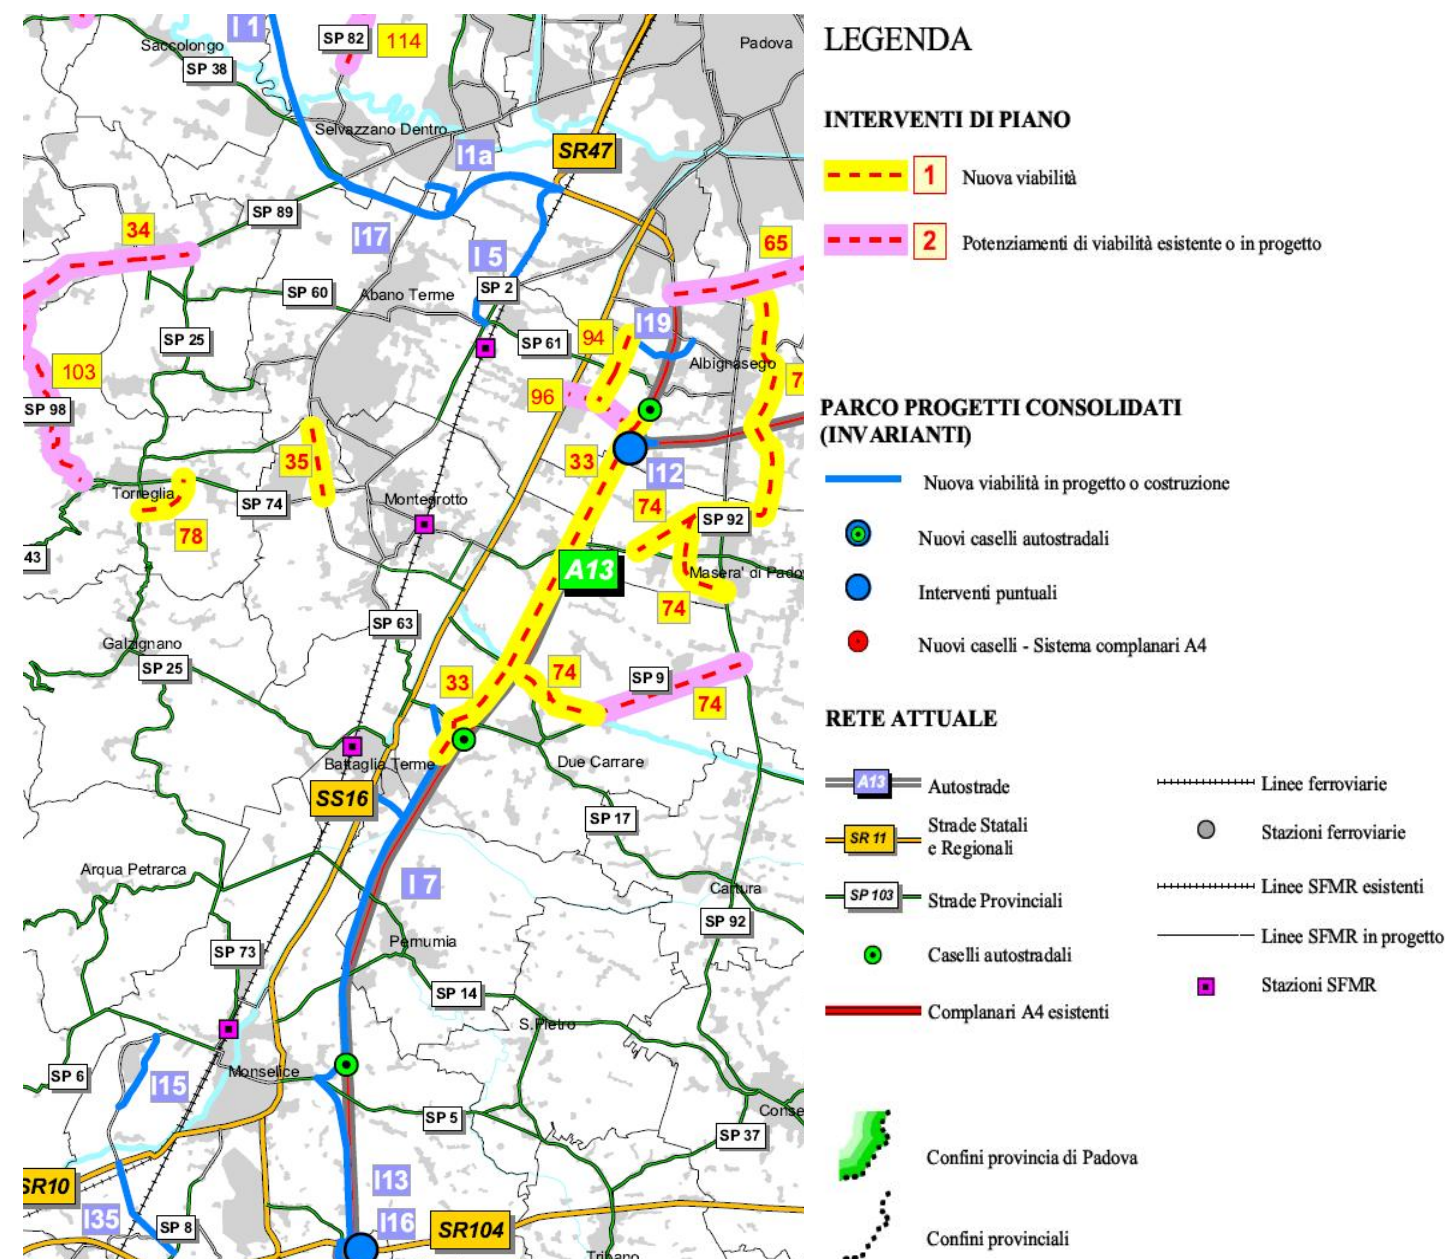 I 1
SP 82
114
Padova
Saccolongo
SP 38
Selvazzano Dentro
I1a
SR47
SP 89
34
I17
65
I 5
SP 2
SP 60
Abano Terme
SP 25
94
I19
SP 61
Albignasego
103
96
SP 98
35
33
I12
Torreglia
SP 74
Montegrotto
74
SP 92
78
43
A13
Masera' di Pado
74
SP 63
Galzignano
SP 25
33
74
SP 9
74
Battaglia Terme
Due Carrare
SS16
SP 17
Arqua Petrarca
I 7
Cartura
SP 92
Pernumia
SP 73
SP 14
S.Pietro
SP 6
I15
Monselice
SP 5
Conse
SP 37
SR10
I13
I35
SP 8
I16
SR104
Tribano
LEGENDA
INTERVENTI DI PIANO
1 Nuova viabilità
2 Potenziamenti di viabilità esistente o in progetto
PARCO PROGETTI CONSOLIDATI
(INVARIANTI)
Nuova viabilità in progetto o costruzione
Nuovi caselli autostradali
Interventi puntuali
Nuovi caselli - Sistema complanari A4
RETE ATTUALE
A13 Autostrade
SR 11 Strade Statali
e Regionali
SP 103 Strade Provinciali
Caselli autostradali
Complanari A4 esistenti
Linee ferroviarie
Stazioni ferroviarie
Linee SFMR esistenti
Linee SFMR in progetto
Stazioni SFMR
Confini provincia di Padova
Confini provinciali